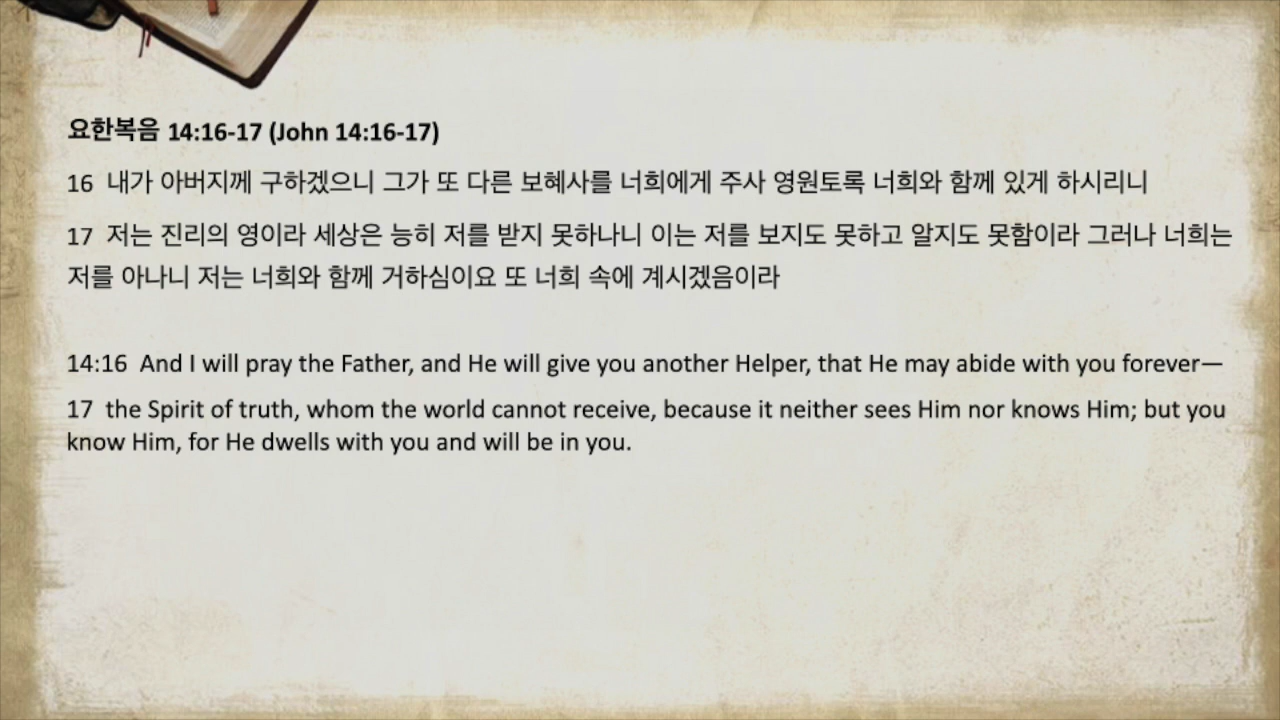 요한복음 14:16-17 (John 14:16-17)
16 내가 아버지께 구하겠으니 그가 또 다른 보혜사를 너희에게 주사 영원토록 너희와 함께 있게 하시리니
17 저는 진리의 영이라 세상은 능히 저를 받지 못하나니 이는 저를 보지도 못하고 알지도 못함이라 그러나 너희는
저를 아나니 저는 너희와 함께 거하심이요 또 너희 속에 계시겠음이라
14:16 And I will pray the Father, and He will give you another Helper, that He may abide with you forever—
17 the Spirit of truth, whom the world cannot receive, because it neither sees Him nor knows Him; but you
know Him, for He dwells with you and will be in you.